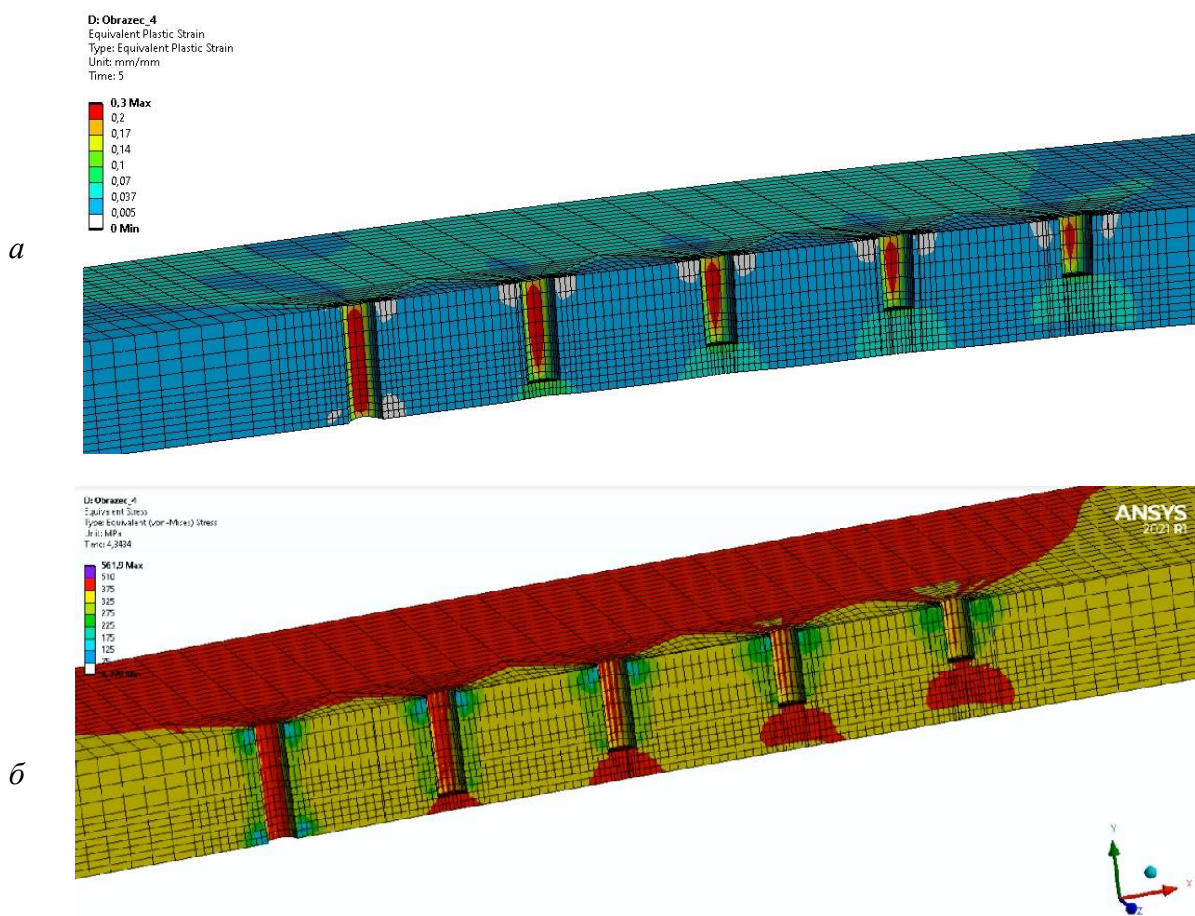 D: Obrazec_4
Equivalent Plastic Strain
Type: Equivalent Plastic Strain
Unit: mm/mm
Time: 5
0,3 Max
0,2
0,17
0,14
0,1
0,07
0,037
0,005
0 Min
а
D: Obrazec_4
Equivalent Stress
Type: Equivalent (von-Mises) Stress
Unit: MPa
Time: 4,3434
561,9 Max
510
375
325
275
225
175
125
Min
ANSYS
2021 R1
б
Y
X
Z